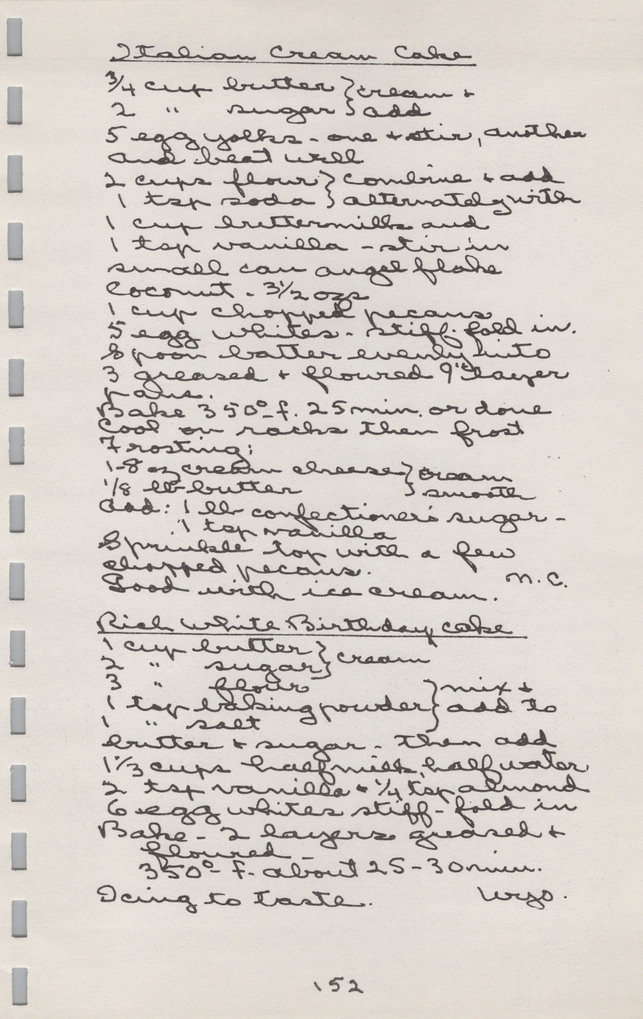 Italian Cream Cake
3/4 cup butter } cream +
2 " sugar } add
5 egg yolks - one + stir, another
and beat well
2 cups flour } combine + add
1 tsp soda } alternately with
1 cup buttermilk and
1 tsp vanilla - stir in
small can angel flake
coconut - 3 1/2 ozs
1 cup chopped pecans
5 egg whites - stiff - fold in.
Spoon batter evenly into
3 greased + floured 9" layer
pans.
Bake 350° f. 25 min. or done
Cool on racks then frost
Frosting:
1-8 oz cream cheese } cream
1/8 lb butter } smooth
Add: 1 lb confectioner's sugar -
1 tsp vanilla
Sprinkle top with a few
chopped pecans.
Good with ice cream. N.C.
Rich White Birthday Cake
1 cup butter } cream
2 " sugar }
3 " flour } mix +
1 tsp baking powder } add to
1 " salt
butter + sugar - then add
1 1/3 cups half milk, half water
2 tsp vanilla + 1/4 tsp almond
6 egg whites stiff - fold in
Bake - 2 layers greased +
floured -
350° - f. about 25-30 min.
Icing to taste. Wyo.
152